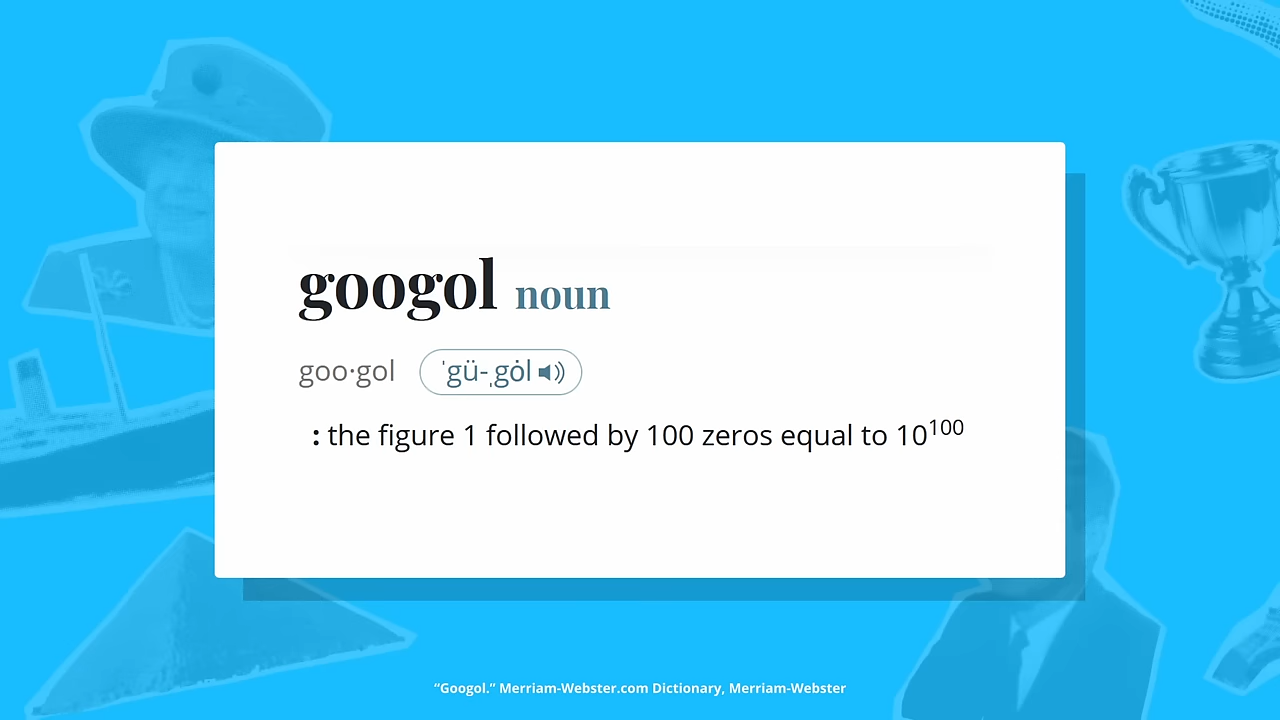 googol noun
goo·gol ˈgü-ˌgȯl
: the figure 1 followed by 100 zeros equal to 10¹⁰⁰
“Googol.” Merriam-Webster.com Dictionary, Merriam-Webster